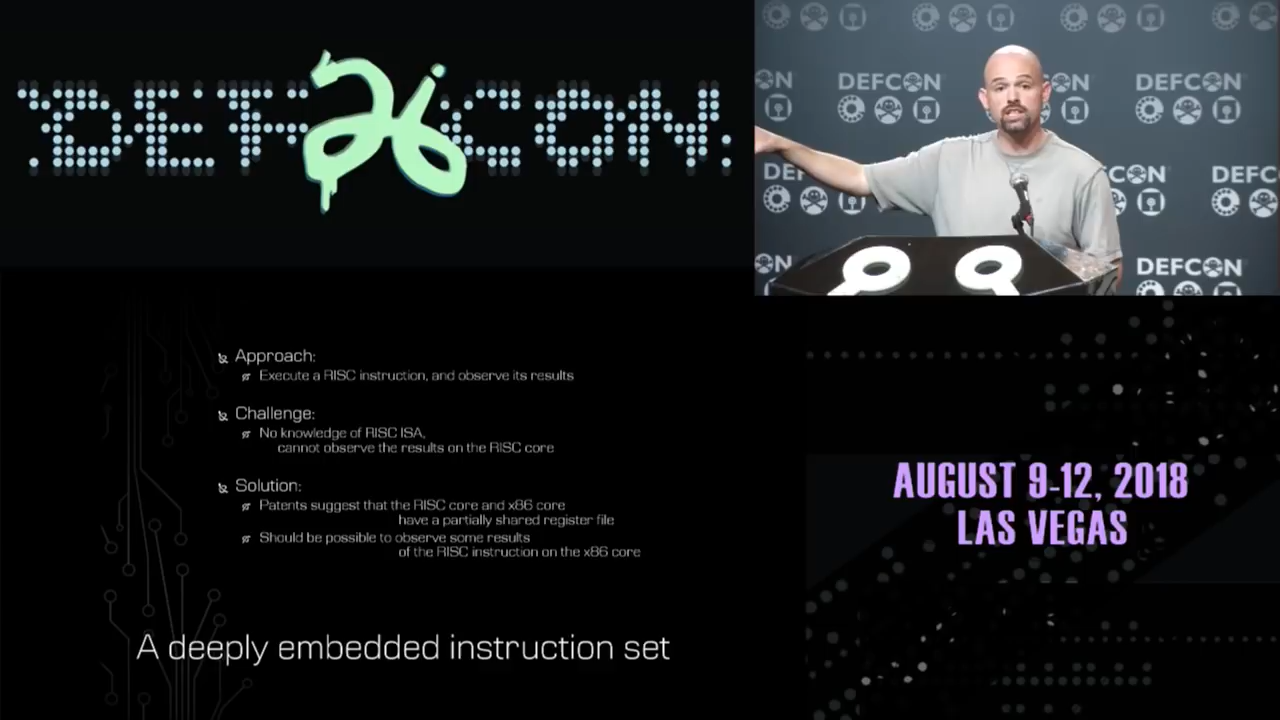 DEF CON 26
DEFCON DEFCON DEFCON
DEFCON DEFCON DEFCON
DEFCON
Approach:
Execute a RISC instruction, and observe its results
Challenge:
No knowledge of RISC ISA,
cannot observe the results on the RISC core
Solution:
Patents suggest that the RISC core and x86 core
have a partially shared register file
Should be possible to observe some results
of the RISC instruction on the x86 core
A deeply embedded instruction set
AUGUST 9-12, 2018
LAS VEGAS